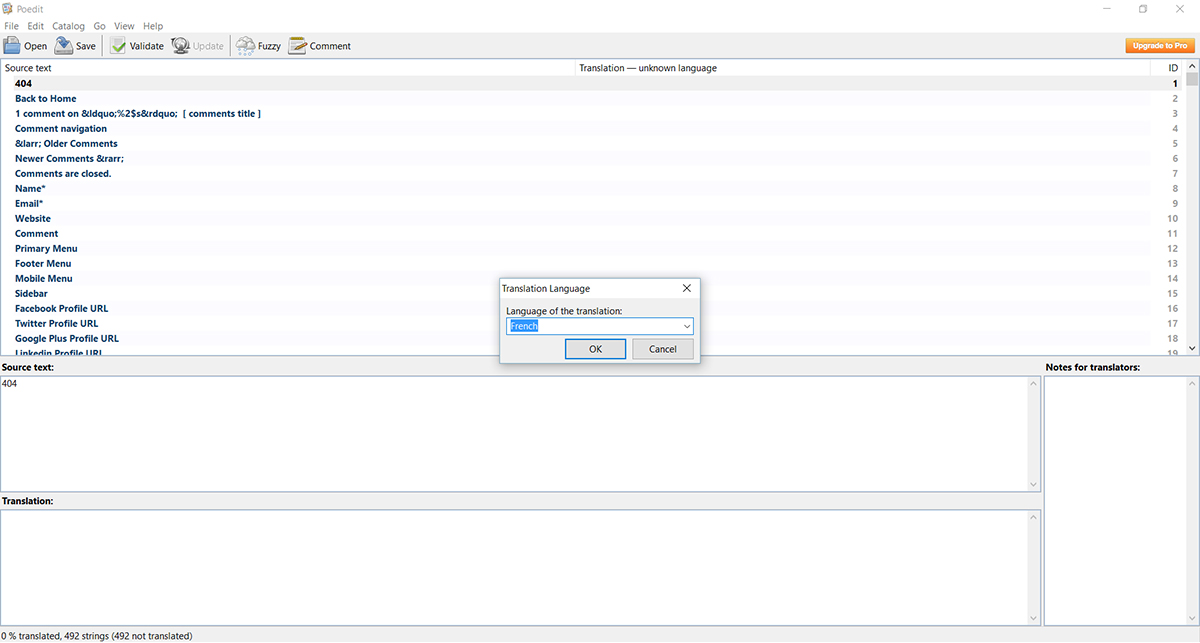 Poedit
File Edit Catalog Go View Help
Open Save Validate Update Fuzzy Comment Upgrade to Pro
Source text Translation — unknown language ID
404 1
Back to Home 2
1 comment on &ldquo;%2$s&rdquo; [ comments title ] 3
Comment navigation 4
&larr; Older Comments 5
Newer Comments &rarr; 6
Comments are closed. 7
Name* 8
Email* 9
Website 10
Comment 11
Primary Menu 12
Footer Menu 13
Mobile Menu 14
Sidebar 15
Facebook Profile URL 16
Twitter Profile URL 17
Google Plus Profile URL 18
Linkedin Profile URL 19
Translation Language
Language of the translation:
French
OK Cancel
Source text: Notes for translators:
404
Translation:
0 % translated, 492 strings (492 not translated)